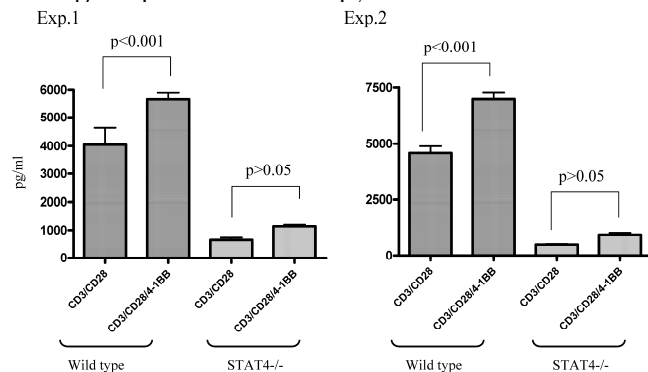 Exp.1
Exp.2
p<0.001
p>0.05
pg/ml
6000
5000
4000
3000
2000
1000
0
CD3/CD28
CD3/CD28/4-1BB
CD3/CD28
CD3/CD28/4-1BB
Wild type
STAT4-/-
p<0.001
p>0.05
7500
5000
2500
0
CD3/CD28
CD3/CD28/4-1BB
CD3/CD28
CD3/CD28/4-1BB
Wild type
STAT4-/-